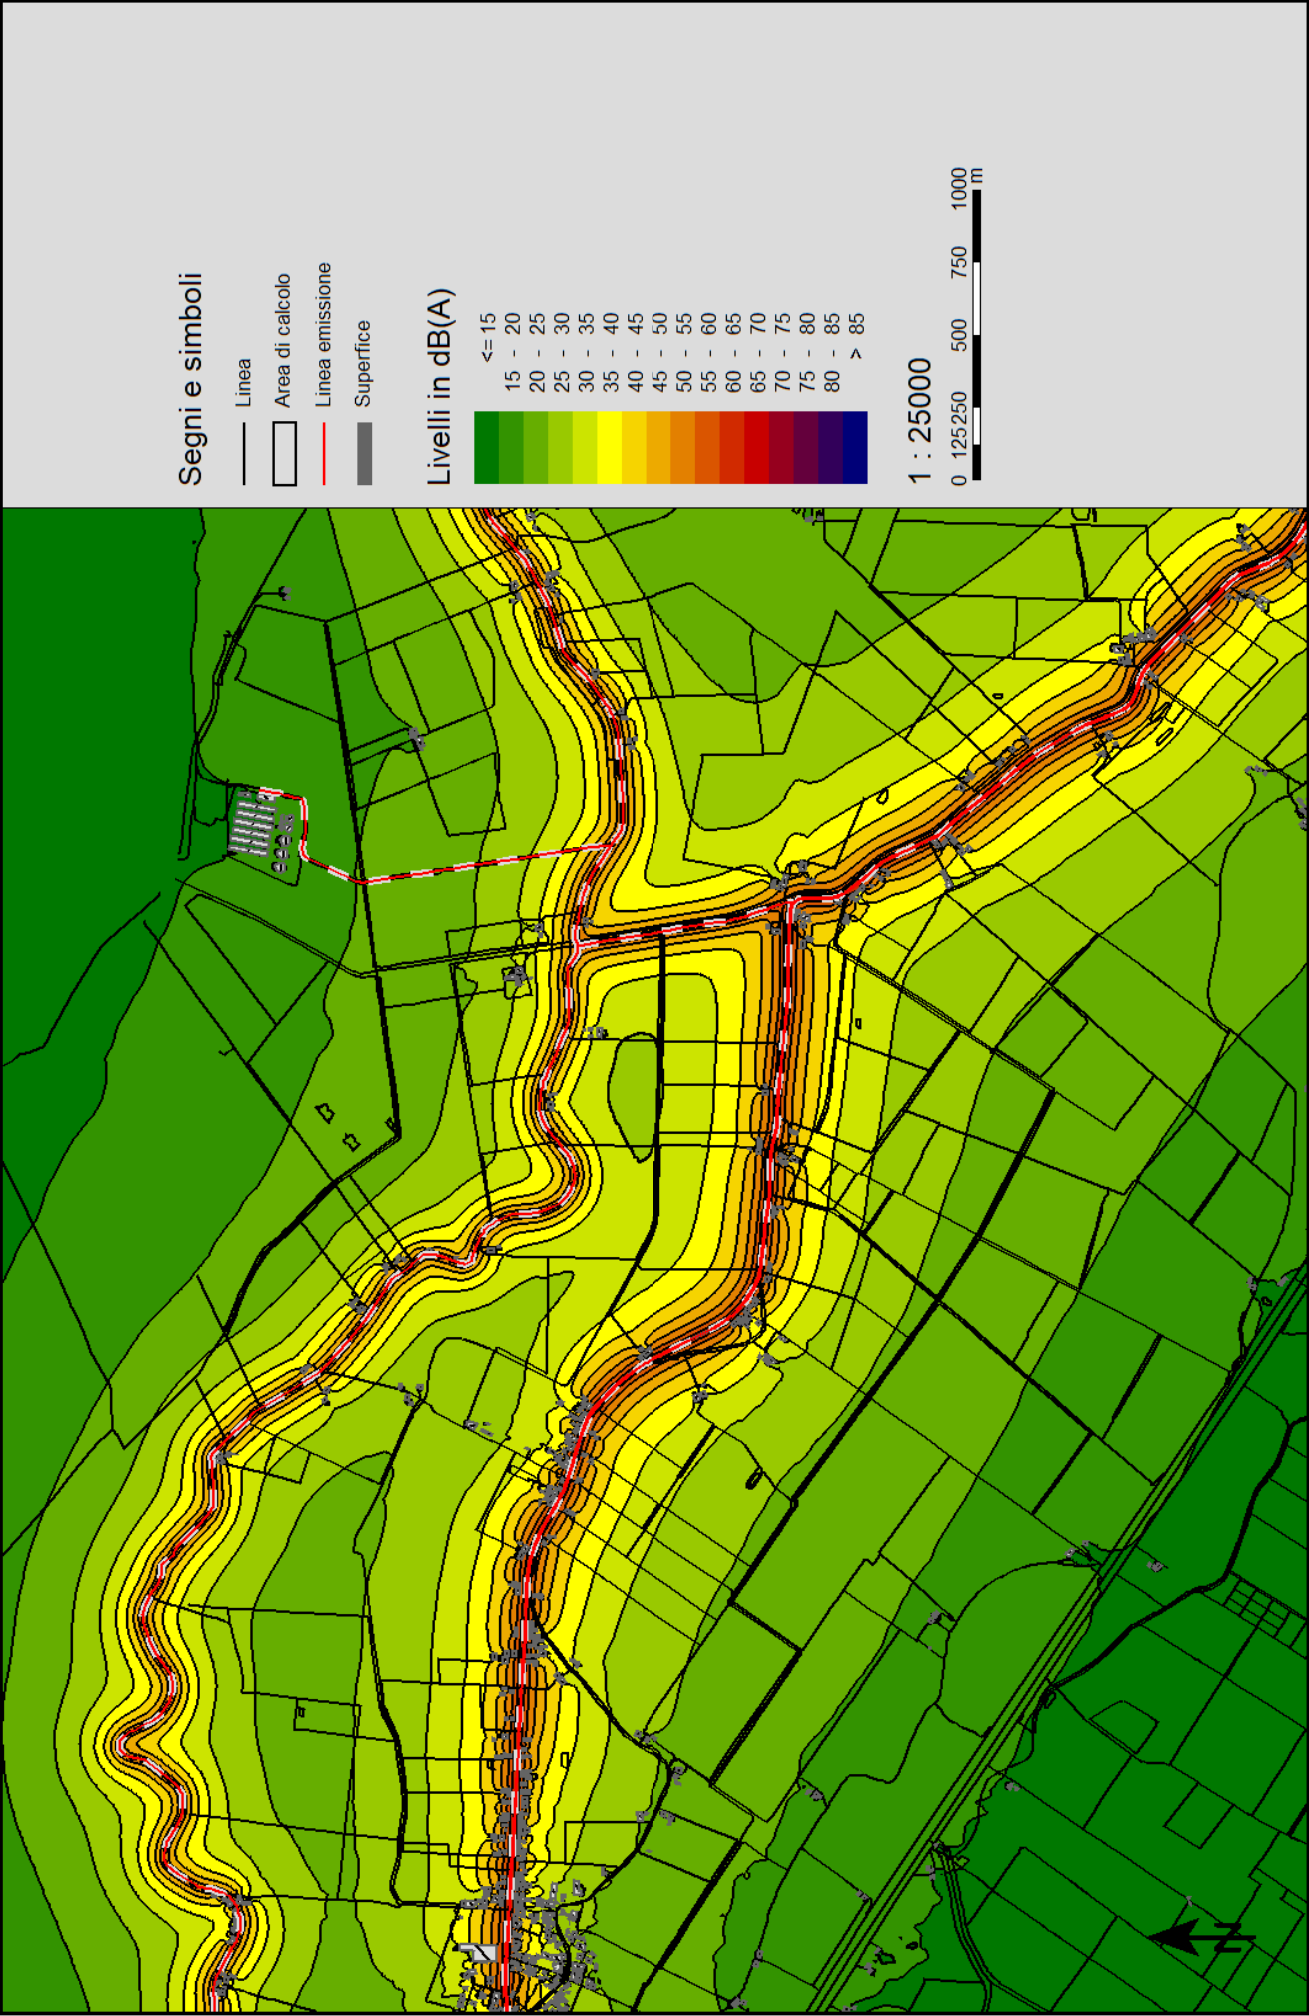 Segni e simboli
Linea
Area di calcolo
Linea emissione
Superfice
Livelli in dB(A)
<= 15
15 - 20
20 - 25
25 - 30
30 - 35
35 - 40
40 - 45
45 - 50
50 - 55
55 - 60
60 - 65
65 - 70
70 - 75
75 - 80
80 - 85
> 85
1 : 25000
0 125 250 500 750 1000
m
N